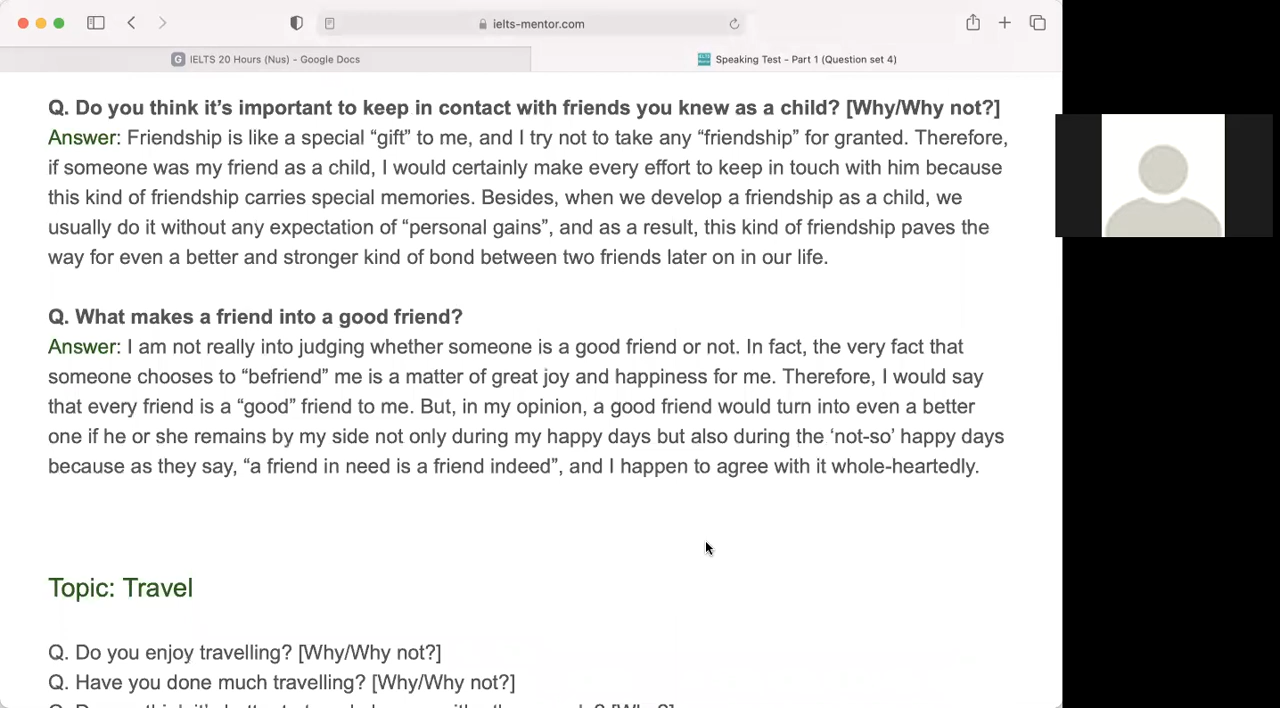 ielts-mentor.com
G IELTS 20 Hours (Nus) - Google Docs
Speaking Test - Part 1 (Question set 4)
Q. Do you think it’s important to keep in contact with friends you knew as a child? [Why/Why not?]
Answer: Friendship is like a special “gift” to me, and I try not to take any “friendship” for granted. Therefore,
if someone was my friend as a child, I would certainly make every effort to keep in touch with him because
this kind of friendship carries special memories. Besides, when we develop a friendship as a child, we
usually do it without any expectation of “personal gains”, and as a result, this kind of friendship paves the
way for even a better and stronger kind of bond between two friends later on in our life.
Q. What makes a friend into a good friend?
Answer: I am not really into judging whether someone is a good friend or not. In fact, the very fact that
someone chooses to “befriend” me is a matter of great joy and happiness for me. Therefore, I would say
that every friend is a “good” friend to me. But, in my opinion, a good friend would turn into even a better
one if he or she remains by my side not only during my happy days but also during the ‘not-so’ happy days
because as they say, “a friend in need is a friend indeed”, and I happen to agree with it whole-heartedly.
Topic: Travel
Q. Do you enjoy travelling? [Why/Why not?]
Q. Have you done much travelling? [Why/Why not?]